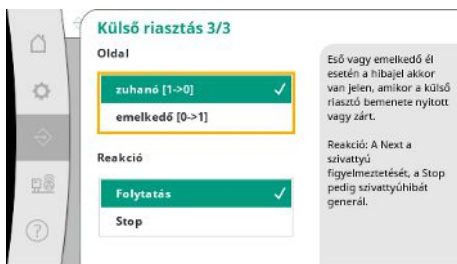 Külső riasztás 3/3
Oldal
zuhanó [1->0]
emelkedő [0->1]
Reakció
Folytatás
Stop
Eső vagy emelkedő él
esetén a hibajel akkor
van jelen, amikor a külső
riasztó bemenete nyitott
vagy zárt.
Reakció: A Next a
szivattyú
figyelmeztetését, a Stop
pedig szivattyúhibát
generál.